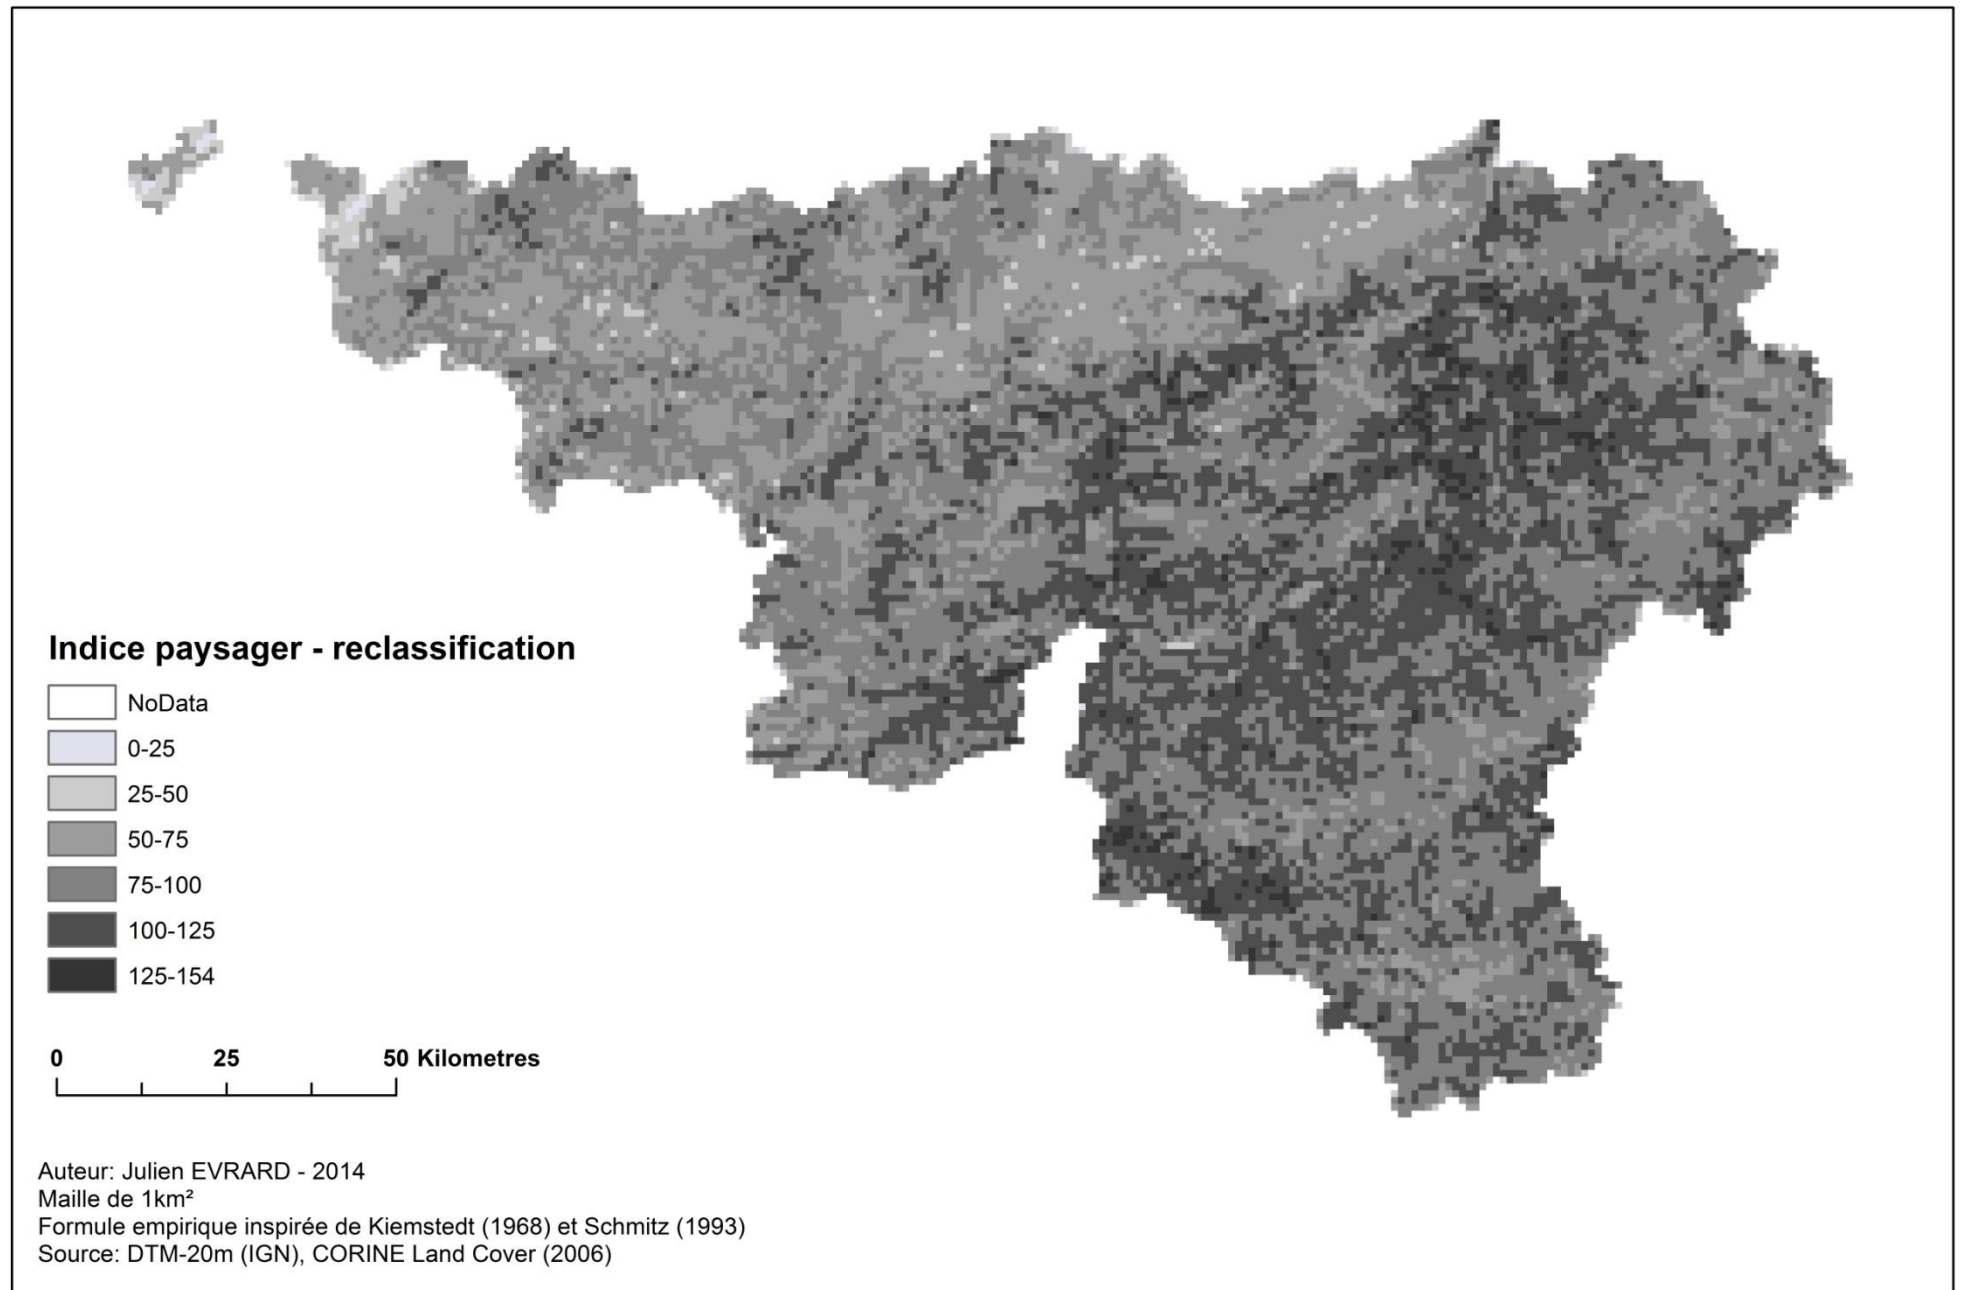 Indice paysager - reclassification
NoData
0-25
25-50
50-75
75-100
100-125
125-154
0 25 50 Kilometres
Auteur: Julien EVRARD - 2014
Maille de 1km²
Formule empirique inspirée de Kiemstedt (1968) et Schmitz (1993)
Source: DTM-20m (IGN), CORINE Land Cover (2006)